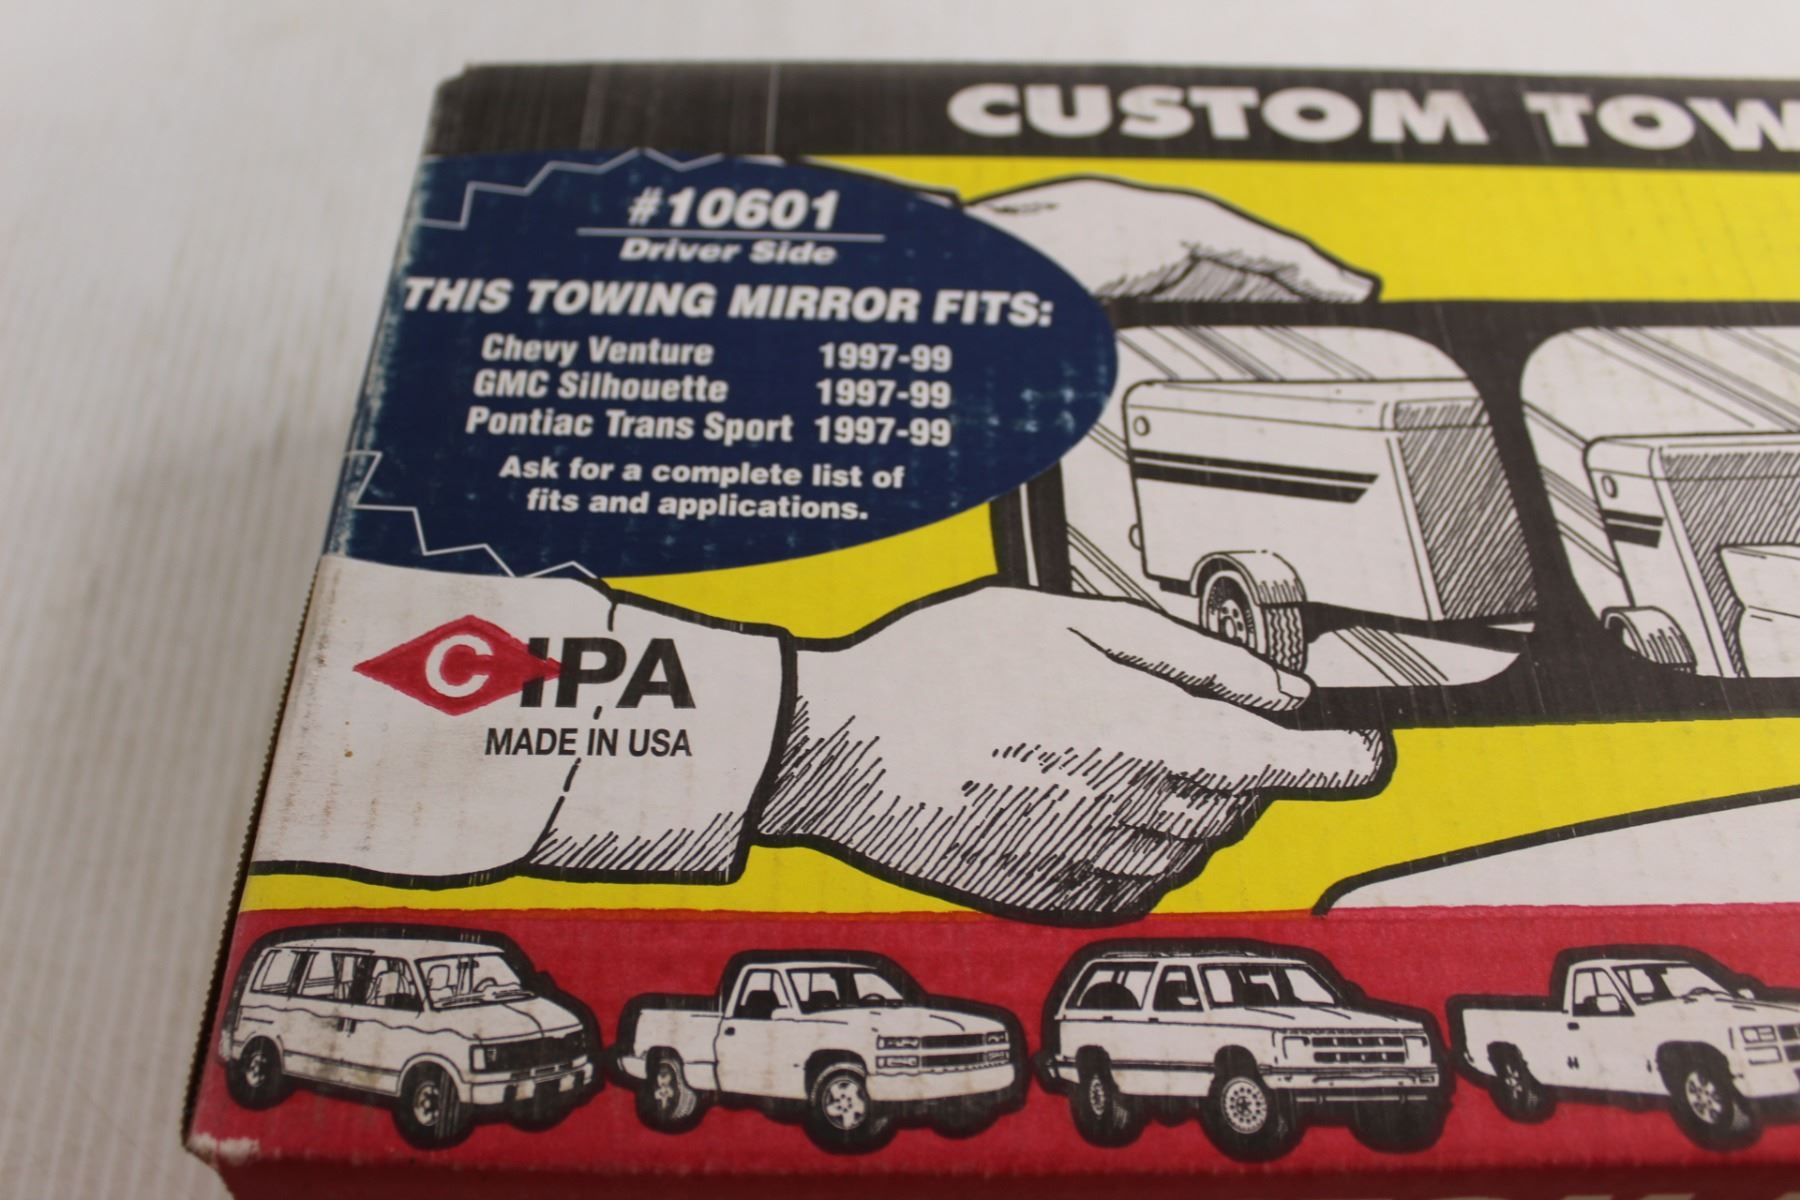 CUSTOM TOW
#10601
Driver Side
THIS TOWING MIRROR FITS:
Chevy Venture 1997-99
GMC Silhouette 1997-99
Pontiac Trans Sport 1997-99
Ask for a complete list of
fits and applications.
CIPA
MADE IN USA